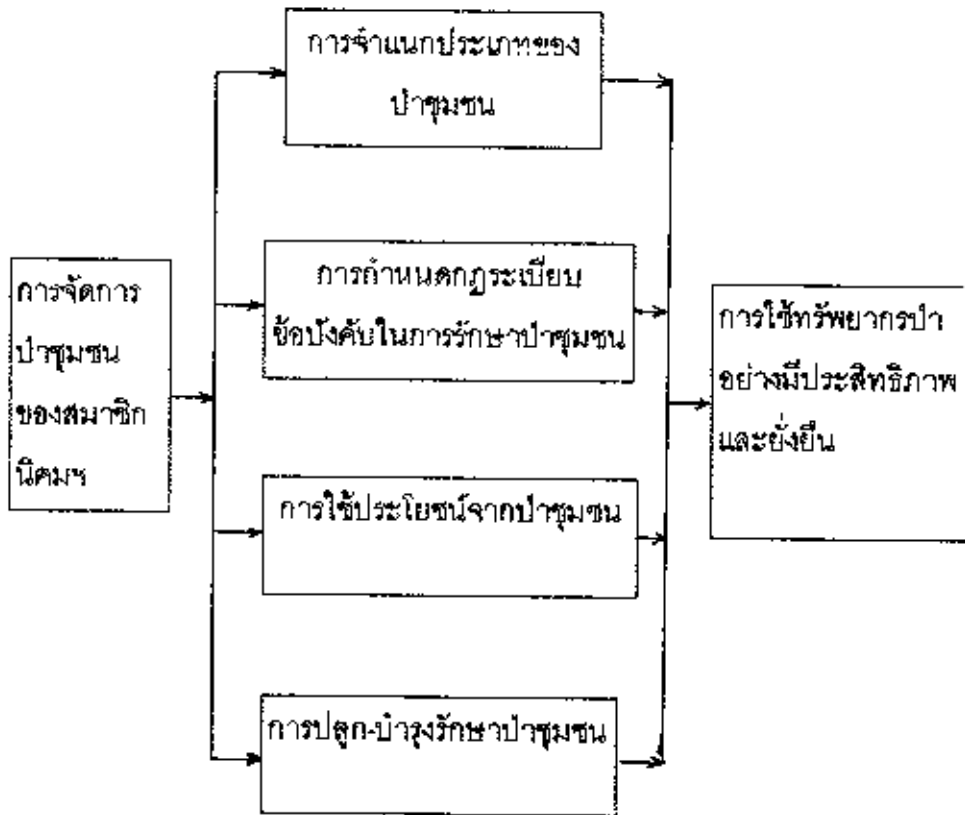 การจำแนกประเภทของ
ป่าชุมชน
การกำหนดกฎระเบียบ
ข้อบังคับในการรักษาป่าชุมชน
การจัดการ
ป่าชุมชน
ของสมาชิก
นิคมฯ
การใช้ทรัพยากรป่า
อย่างมีประสิทธิภาพ
และยั่งยืน
การใช้ประโยชน์จากป่าชุมชน
การปลูก-บำรุงรักษาป่าชุมชน